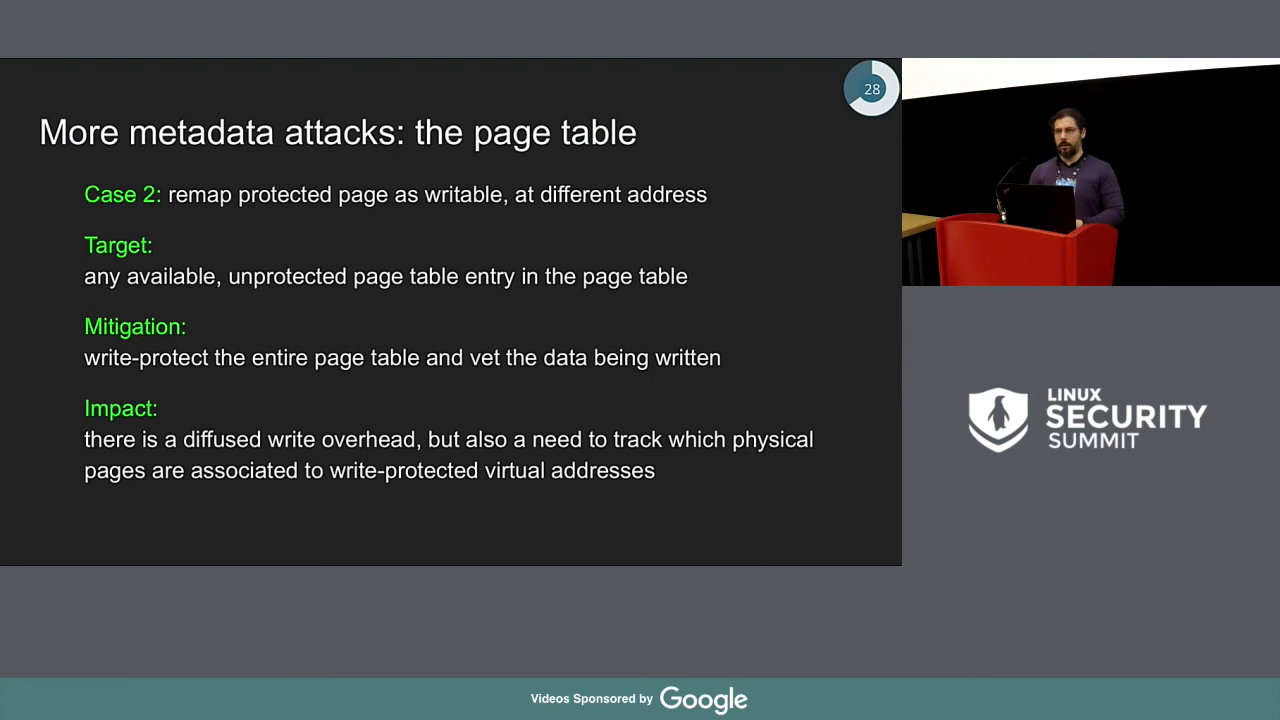 28
More metadata attacks: the page table
Case 2: remap protected page as writable, at different address
Target:
any available, unprotected page table entry in the page table
Mitigation:
write-protect the entire page table and vet the data being written
Impact:
there is a diffused write overhead, but also a need to track which physical
pages are associated to write-protected virtual addresses
LINUX
SECURITY
SUMMIT
Videos Sponsored by Google